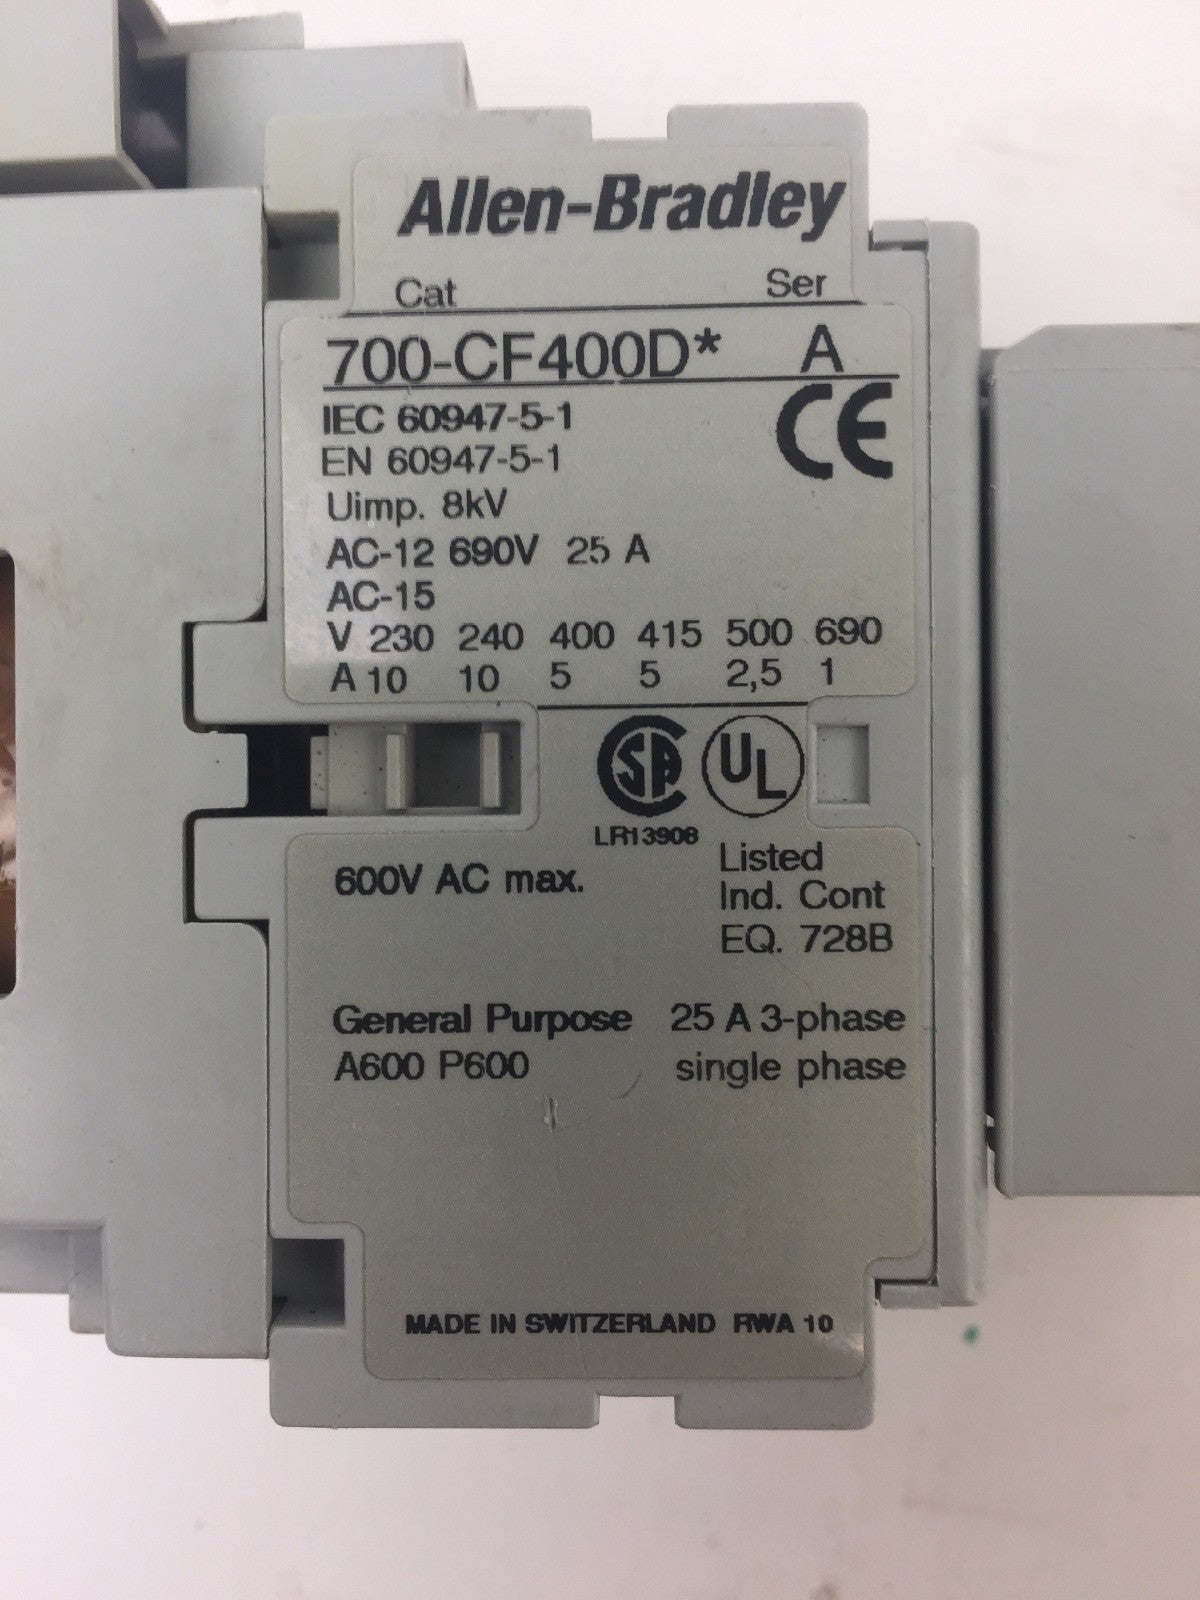 Allen-Bradley
Cat Ser
700-CF400D* A
IEC 60947-5-1
EN 60947-5-1
CE
Uimp. 8kV
AC-12 690V 25 A
AC-15
V 230 240 400 415 500 690
A 10 10 5 5 2,5 1
SA UL
LR13908
600V AC max.
Listed
Ind. Cont
EQ. 728B
General Purpose 25 A 3-phase
A600 P600 single phase
MADE IN SWITZERLAND RWA 10